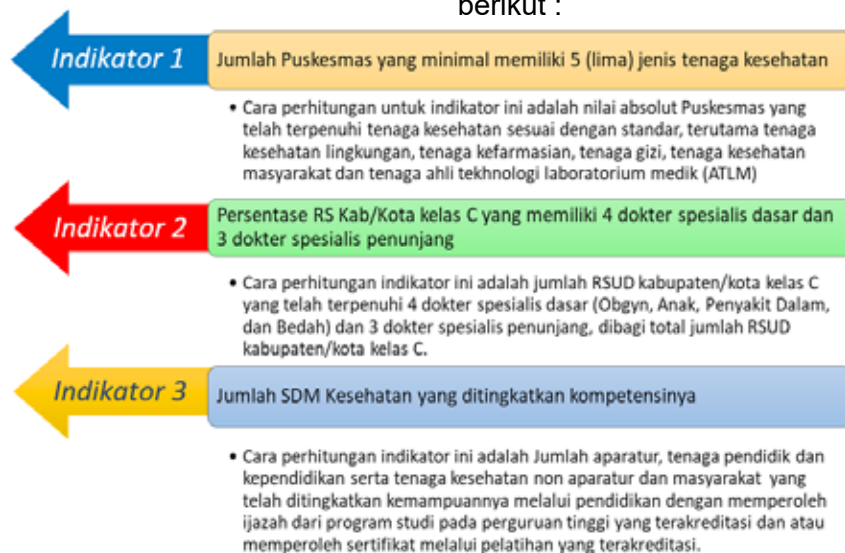 berikut :
Indikator 1
Jumlah Puskesmas yang minimal memiliki 5 (lima) jenis tenaga kesehatan
• Cara perhitungan untuk indikator ini adalah nilai absolut Puskesmas yang
telah terpenuhi tenaga kesehatan sesuai dengan standar, terutama tenaga
kesehatan lingkungan, tenaga kefarmasian, tenaga gizi, tenaga kesehatan
masyarakat dan tenaga ahli tekhnologi laboratorium medik (ATLM)
Indikator 2
Persentase RS Kab/Kota kelas C yang memiliki 4 dokter spesialis dasar dan
3 dokter spesialis penunjang
• Cara perhitungan indikator ini adalah jumlah RSUD kabupaten/kota kelas C
yang telah terpenuhi 4 dokter spesialis dasar (Obgyn, Anak, Penyakit Dalam,
dan Bedah) dan 3 dokter spesialis penunjang, dibagi total jumlah RSUD
kabupaten/kota kelas C.
Indikator 3
Jumlah SDM Kesehatan yang ditingkatkan kompetensinya
• Cara perhitungan indikator ini adalah Jumlah aparatur, tenaga pendidik dan
kependidikan serta tenaga kesehatan non aparatur dan masyarakat yang
telah ditingkatkan kemampuannya melalui pendidikan dengan memperoleh
ijazah dari program studi pada perguruan tinggi yang terakreditasi dan atau
memperoleh sertifikat melalui pelatihan yang terakreditasi.